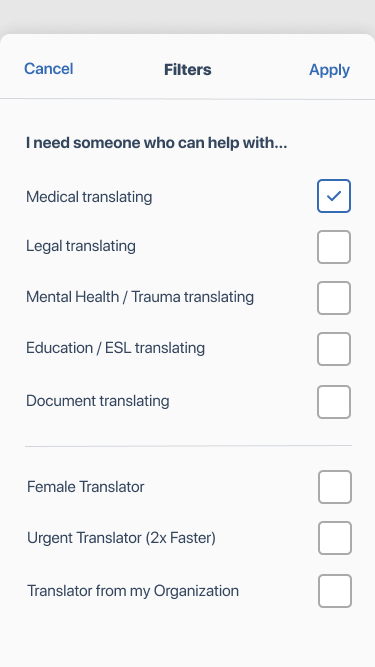 Cancel Filters Apply
I need someone who can help with...
Medical translating
Legal translating
Mental Health / Trauma translating
Education / ESL translating
Document translating
Female Translator
Urgent Translator (2x Faster)
Translator from my Organization